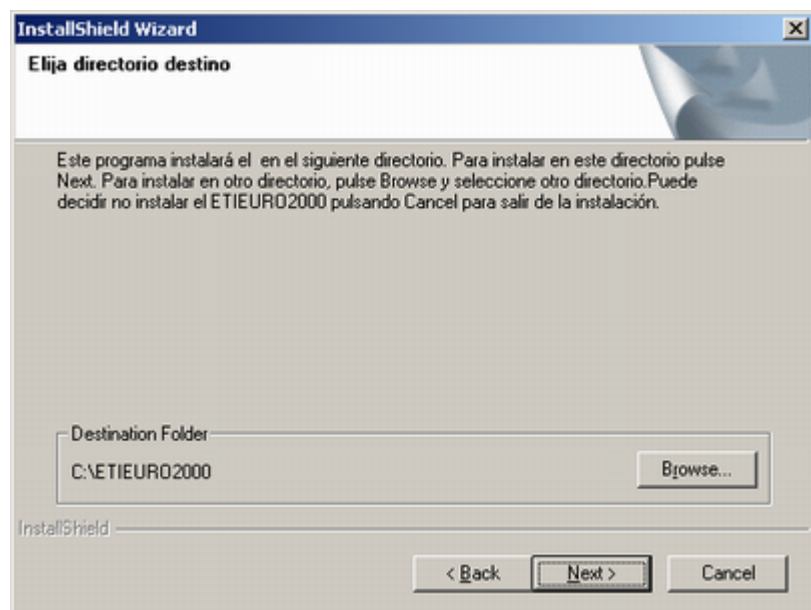 InstallShield Wizard
Elija directorio destino
Este programa instalará el  en el siguiente directorio. Para instalar en este directorio pulse
Next. Para instalar en otro directorio, pulse Browse y seleccione otro directorio.Puede
decidir no instalar el ETIEURO2000 pulsando Cancel para salir de la instalación.
Destination Folder
C:\ETIEURO2000
Browse...
InstallShield
< Back
Next >
Cancel